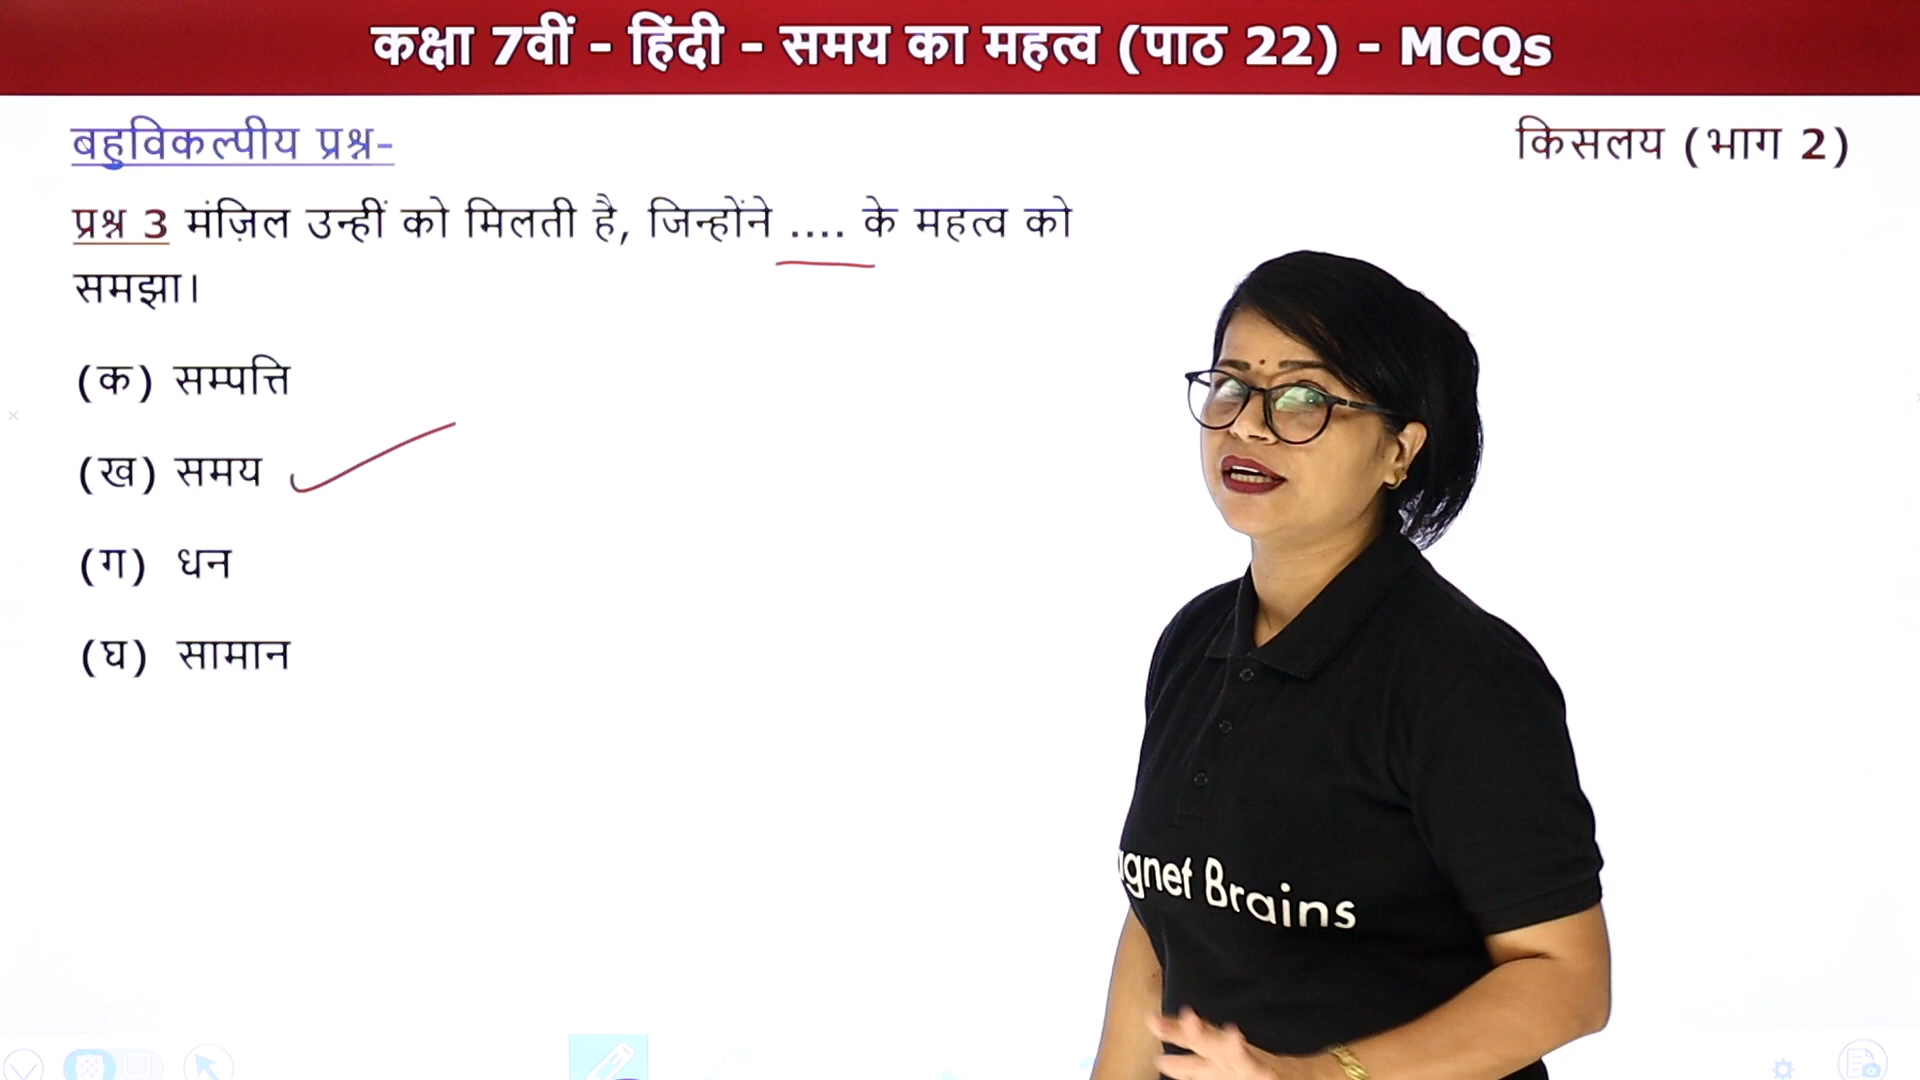 कक्षा 7वीं - हिंदी - समय का महत्व (पाठ 22) - MCQs
बहुविकल्पीय प्रश्न-
किसलय (भाग 2)
प्रश्न 3 मंज़िल उन्हीं को मिलती है, जिन्होंने .... के महत्व को
समझा।
(क) सम्पत्ति
(ख) समय
(ग) धन
(घ) सामान
agnet Brains